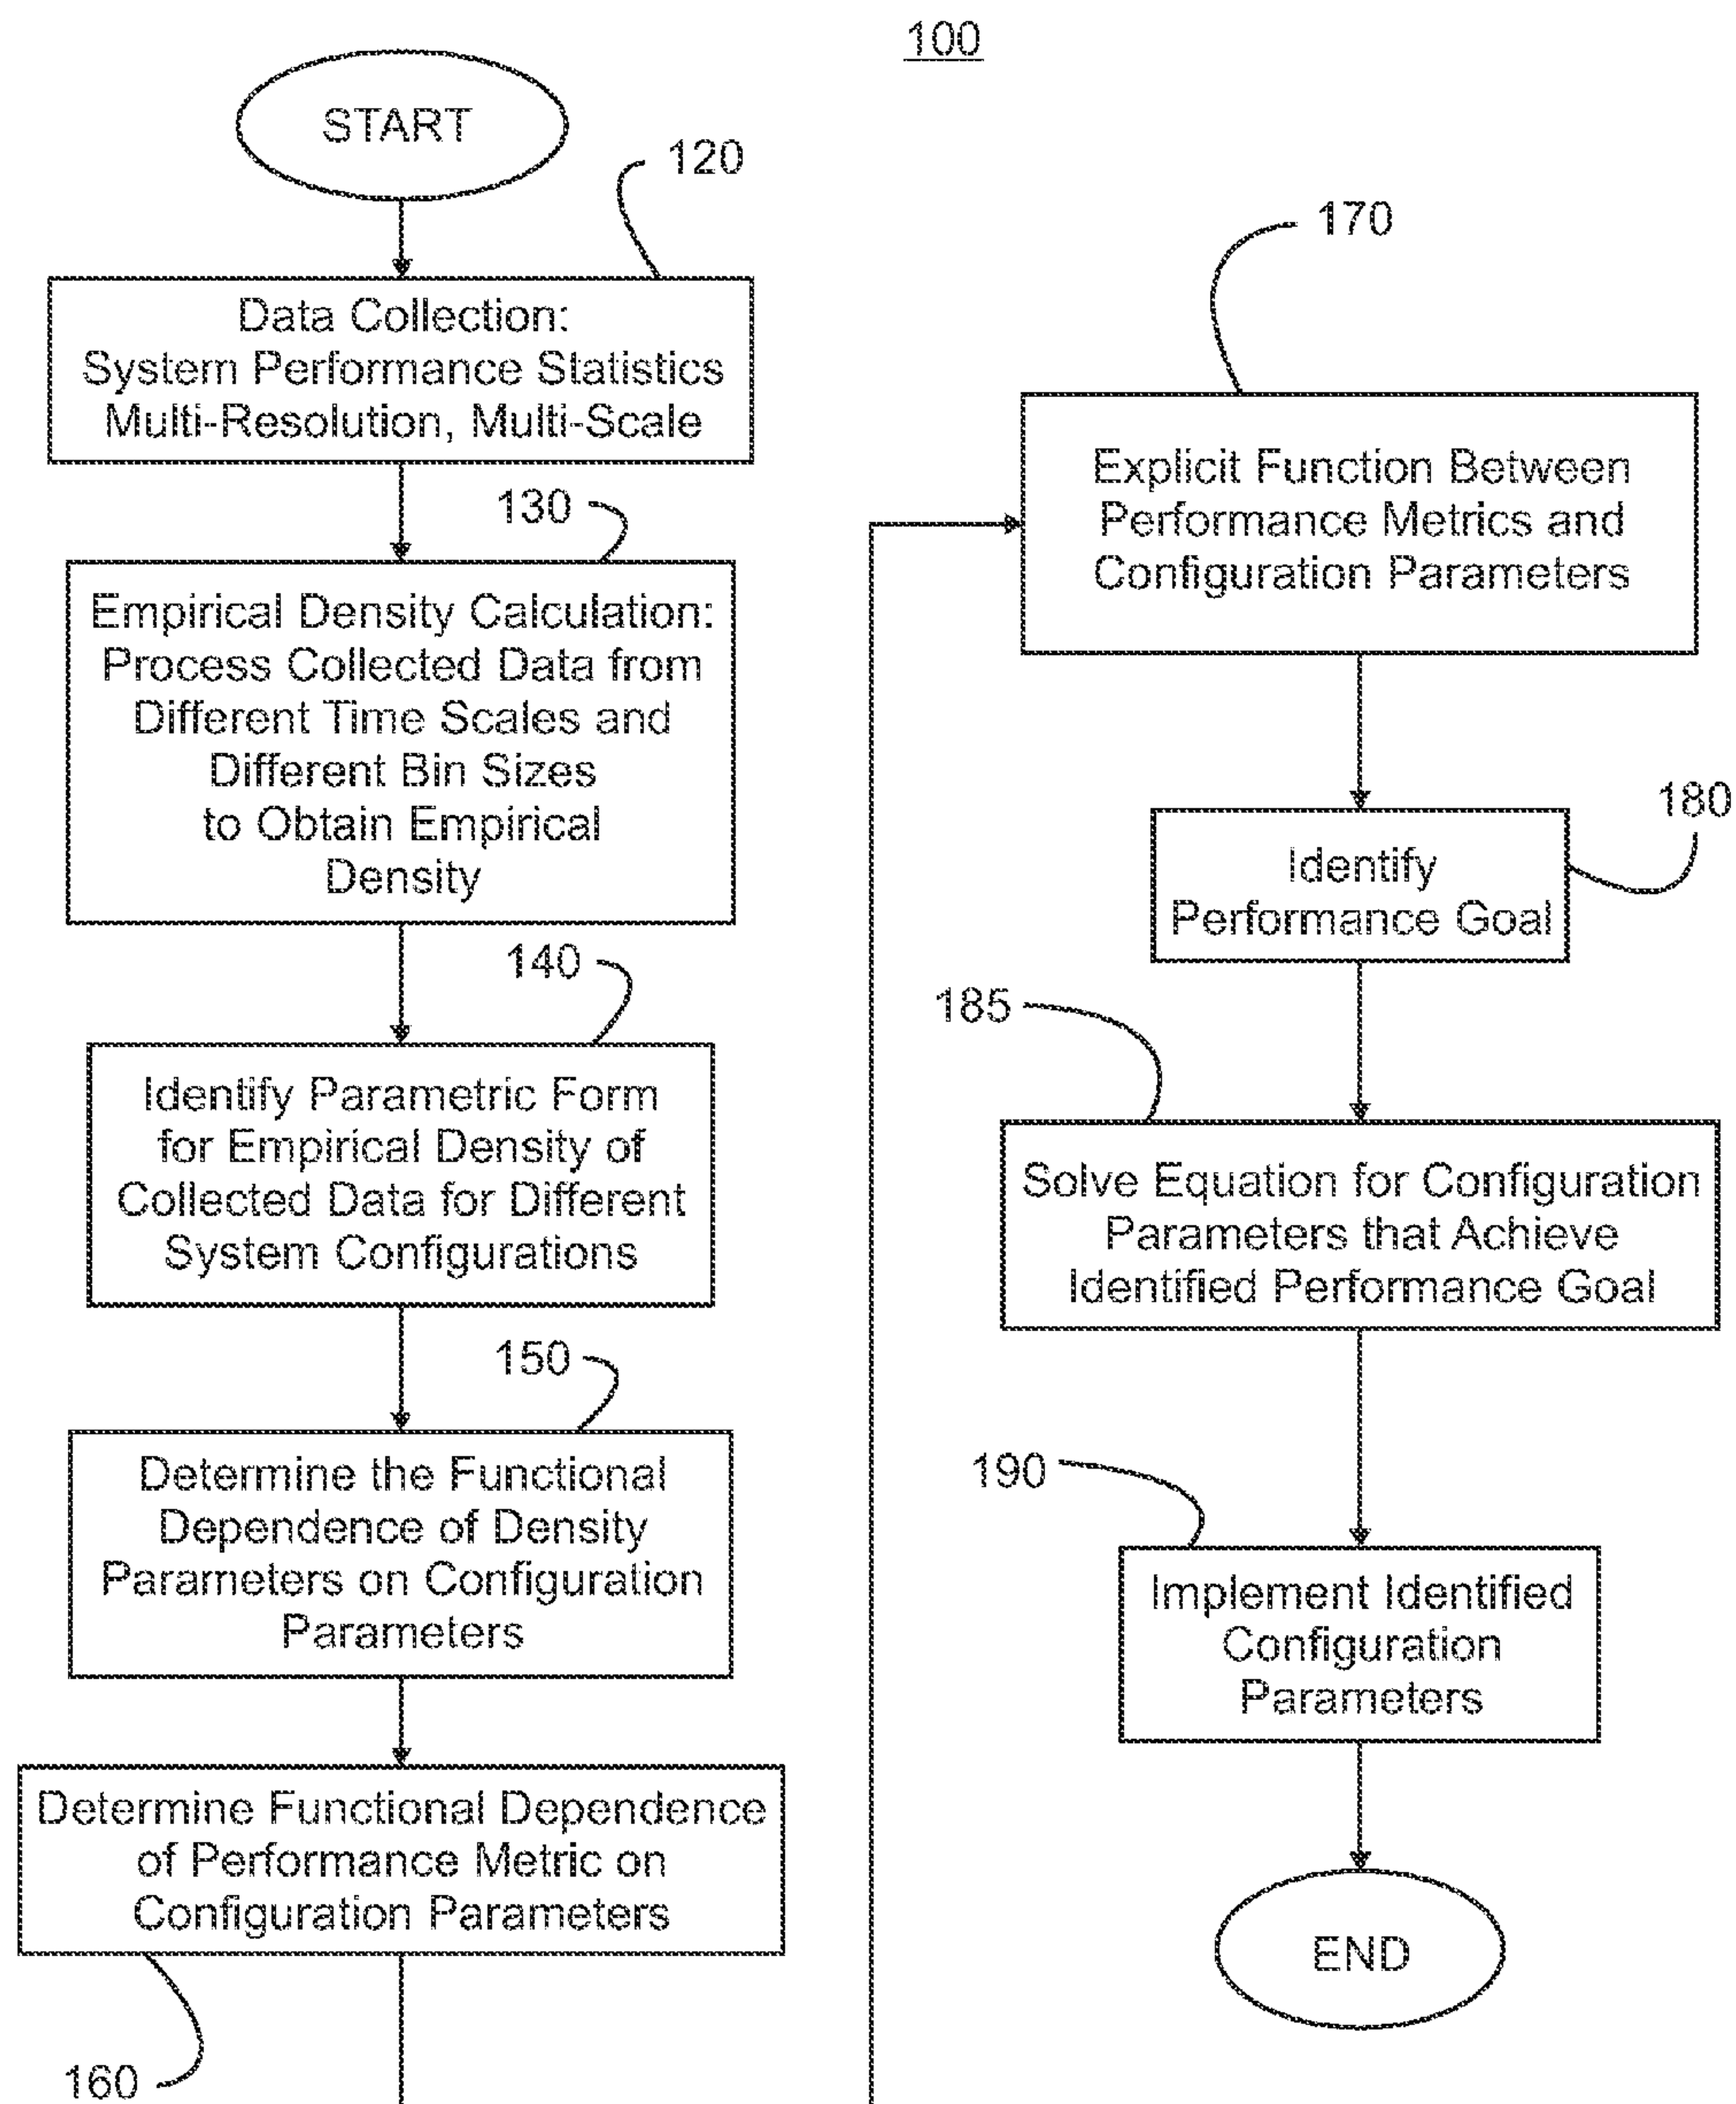 100
START
120
Data Collection:
System Performance Statistics
Multi-Resolution, Multi-Scale
130
Empirical Density Calculation:
Process Collected Data from
Different Time Scales and
Different Bin Sizes
to Obtain Empirical
Density
140
Identify Parametric Form
for Empirical Density of
Collected Data for Different
System Configurations
150
Determine the Functional
Dependence of Density
Parameters on Configuration
Parameters
Determine Functional Dependence
of Performance Metric on
Configuration Parameters
160
170
Explicit Function Between
Performance Metrics and
Configuration Parameters
180
Identify
Performance Goal
185
Solve Equation for Configuration
Parameters that Achieve
Identified Performance Goal
190
Implement Identified
Configuration
Parameters
END